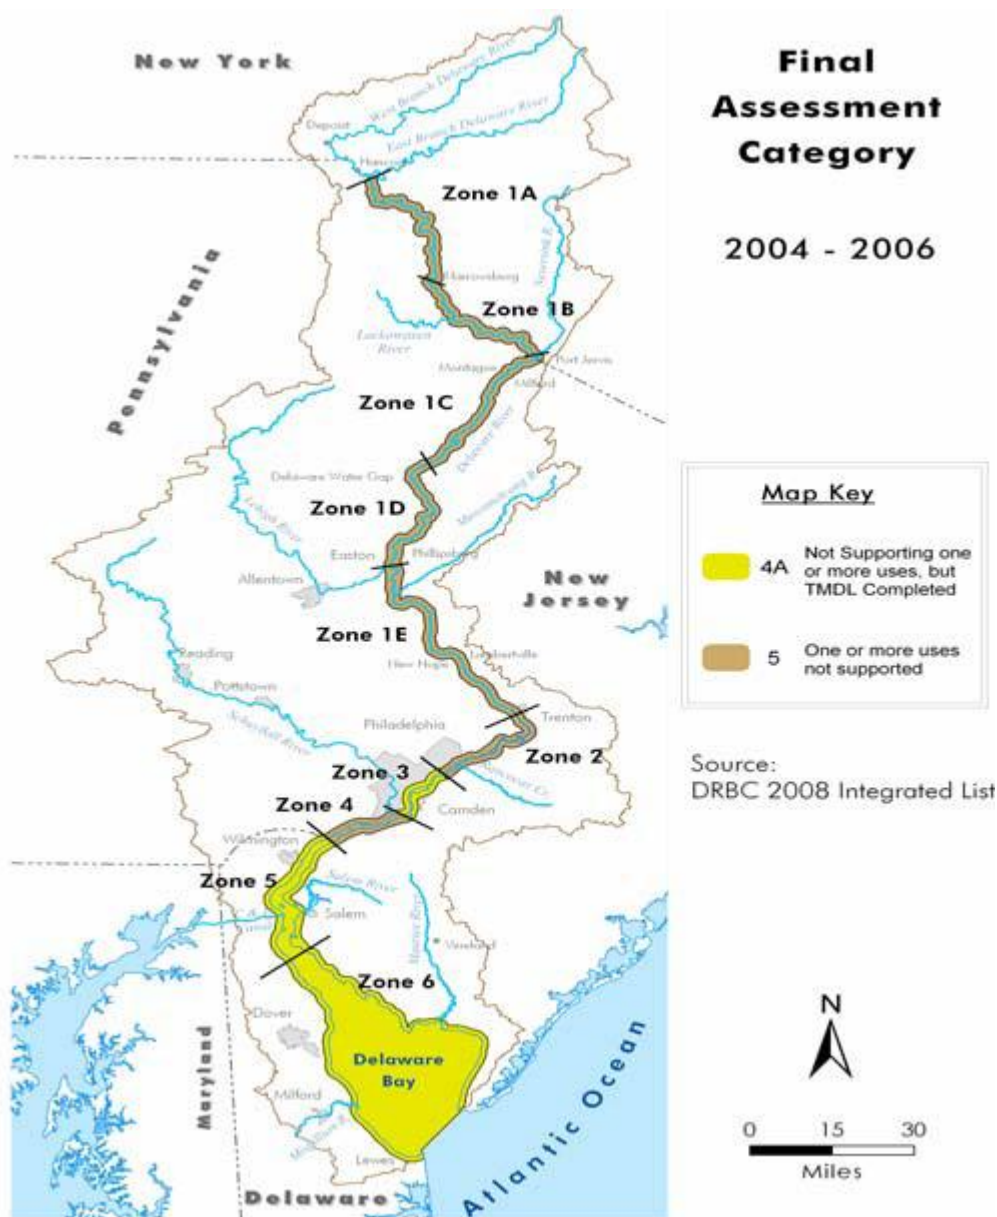 Final
Assessment
Category
2004 - 2006
New York
West Branch Delaware River
East Branch Delaware River
Deposit
Zone 1A
Pennsylvania
Zone 1B
Lackawaxen
River
Port Jervis
Montague
Milford
Zone 1C
Delaware River
Delaware Water Gap
Lehigh River
Zone 1D
Easton
Phillipsburg
Allentown
New
Jersey
Zone 1E
New Hope
Lambertville
Reading
Pottstown
Schuylkill River
Philadelphia
Trenton
Zone 2
Zone 3
Zone 4
Camden
Wilmington
Zone 5
Salem River
Salem
Maurice River
Vineland
Zone 6
Dover
Delaware
Bay
Maryland
Milford
Lewes
Delaware
Atlantic Ocean
Map Key
4A Not Supporting one
or more uses, but
TMDL Completed
5 One or more uses
not supported
Source:
DRBC 2008 Integrated List
N
0 15 30
Miles